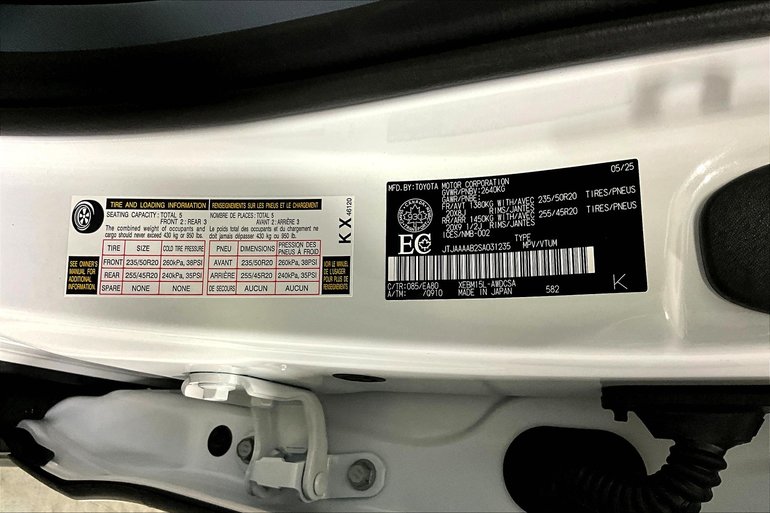 TIRE AND LOADING INFORMATION
RENSEIGNEMENTS SUR LES PNEUS ET LE CHARGEMENT
SEATING CAPACITY: TOTAL 5
FRONT 2 : REAR 3
The combined weight of occupants and
cargo should never exceed 430 kg or 950 lbs.
NOMBRE DE PLACES: TOTAL 5
AVANT 2 : ARRIÈRE 3
Le poids total des occupants et du chargement ne doit
jamais dépasser 430 kg ou 950 lb.
SEE OWNER'S
MANUAL FOR
ADDITIONAL
INFORMATION.
TIRE SIZE COLD TIRE PRESSURE PNEU DIMENSIONS PRESSION DES PNEUS À FROID
FRONT 235/50R20 260kPa, 38PSI AVANT 235/50R20 260kPa, 38PSI
REAR 255/45R20 240kPa, 35PSI ARRIÈRE 255/45R20 240kPa, 35PSI
SPARE NONE NONE DE SECOURS AUCUN AUCUN
VOIR LE MANUEL
DE L'USAGER
POUR PLUS DE
RENSEIGNEMENTS
KX 46120
05/25
MFD.BY:TOYOTA MOTOR CORPORATION
GVWR/PNBV:2640KG
GAWR/PNBE:
FR/AVT 1380KG WITH/AVEC 235/50R20 TIRES/PNEUS
20X8J RIMS/JANTES
RR/ARR 1450KG WITH/AVEC 255/45R20 TIRES/PNEUS
20X9 1/2J RIMS/JANTES
ICES/NMB-002
CANADA
930
EC
JTJAAAAB2SA031235 TYPE MPV/VTUM
C/TR:085/EA80 XEBM15L-AWDCSA
A/TM: /Q910 MADE IN JAPAN 582
K